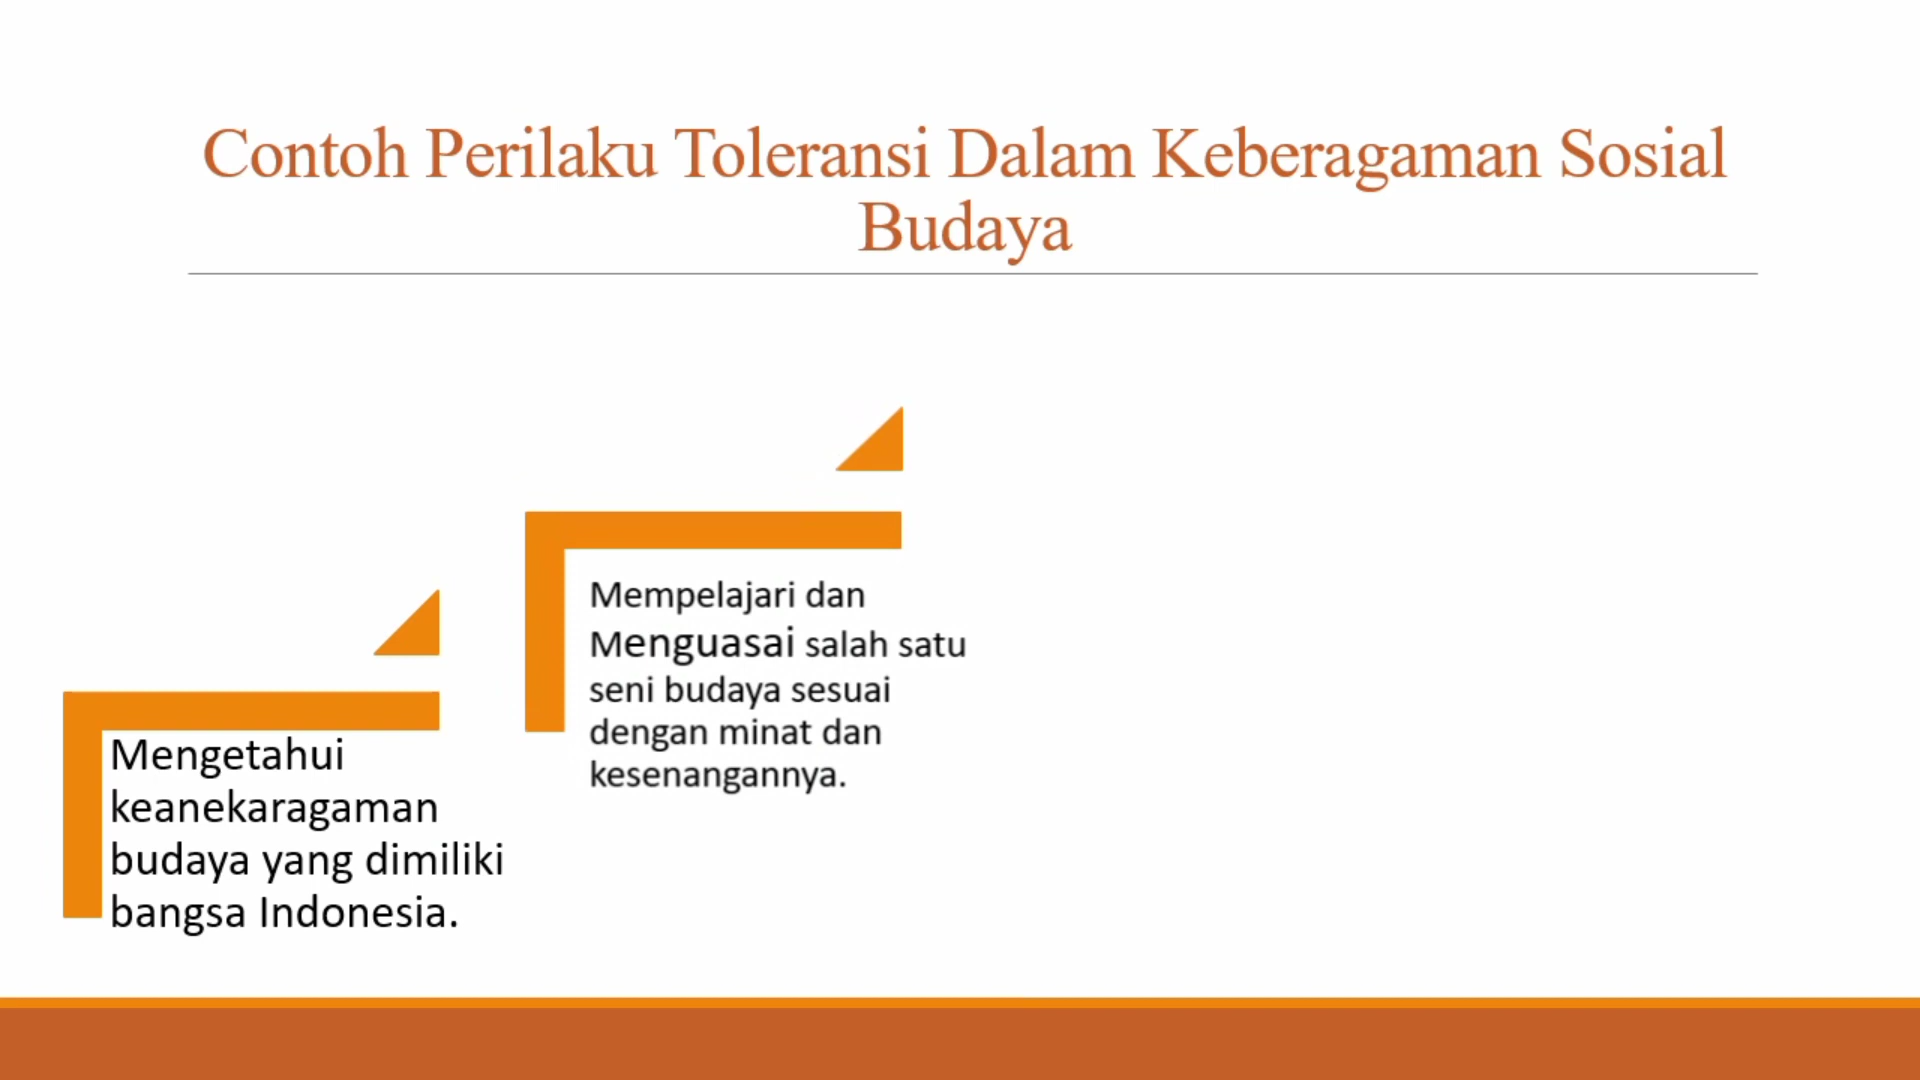 Contoh Perilaku Toleransi Dalam Keberagaman Sosial
Budaya
Mengetahui
keanekaragaman
budaya yang dimiliki
bangsa Indonesia.
Mempelajari dan
Menguasai salah satu
seni budaya sesuai
dengan minat dan
kesenangannya.